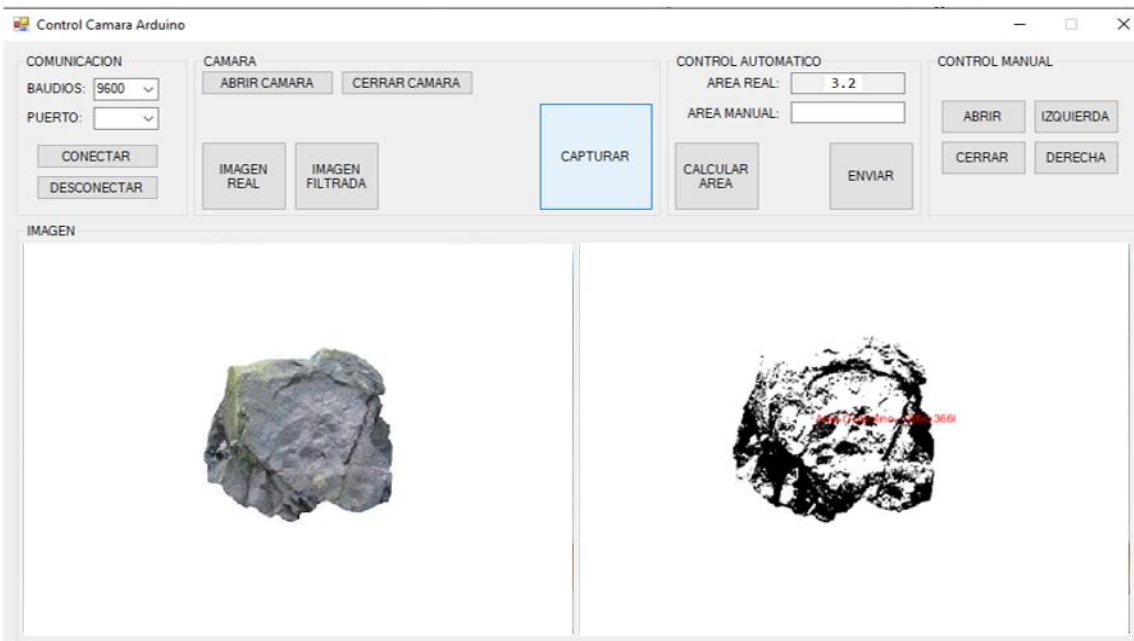 Control Camara Arduino
COMUNICACION
BAUDIOS: 9600
PUERTO:
CONECTAR
DESCONECTAR
CAMARA
ABRIR CAMARA
CERRAR CAMARA
IMAGEN
REAL
IMAGEN
FILTRADA
CAPTURAR
CONTROL AUTOMATICO
AREA REAL: 3.2
AREA MANUAL:
CALCULAR
AREA
ENVIAR
CONTROL MANUAL
ABRIR
IZQUIERDA
CERRAR
DERECHA
IMAGEN